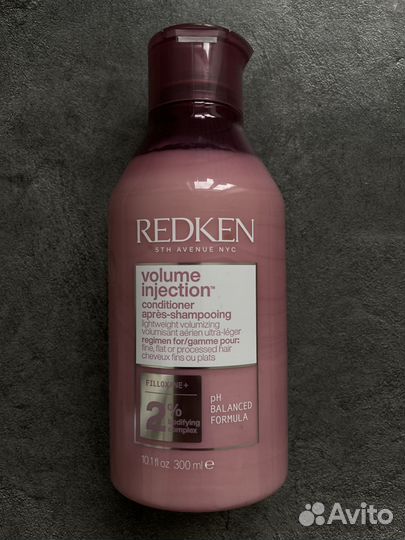 REDKEN
5TH AVENUE NYC
volume
injection™
conditioner
après-shampooing
lightweight volumizing
volumisant aérien ultra-léger
regimen for/gamme pour:
fine, flat or processed hair
cheveux fins ou plats
FILLOXANE+
2%
bodifying
complex
pH
BALANCED
FORMULA
10.1 fl oz 300 ml e
Avito